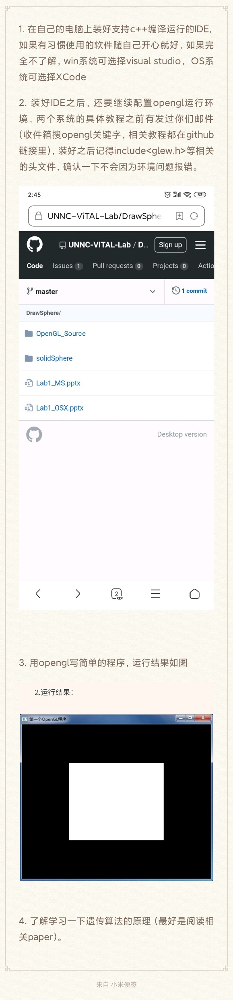 1. 在自己的电脑上装好支持c++编译运行的IDE,
如果有习惯使用的软件随自己开心就好, 如果完
全不了解, win系统可选择visual studio，OS系
统可选择XCode
2. 装好IDE之后, 还要继续配置opengl运行环
境, 两个系统的具体教程之前有发过你们邮件
(收件箱搜opengl关键字, 相关教程都在github
链接里), 装好之后记得include<glew.h>等相关
的头文件, 确认一下不会因为环境问题报错。
2:45
HD
53
UNNC-ViTAL-Lab/DrawSphe
UNNC-ViTAL-Lab / D...
Sign up
Code Issues 1 Pull requests 0 Projects 0 Actio
master
1 commit
DrawSphere/
OpenGL_Source
solidSphere
Lab1_MS.pptx
Lab1_OSX.pptx
Desktop version
2
3. 用opengl写简单的程序, 运行结果如图
2.运行结果：
第一个OpenGL程序
4. 了解学习一下遗传算法的原理 (最好是阅读相
关paper)。
来自 小米便签